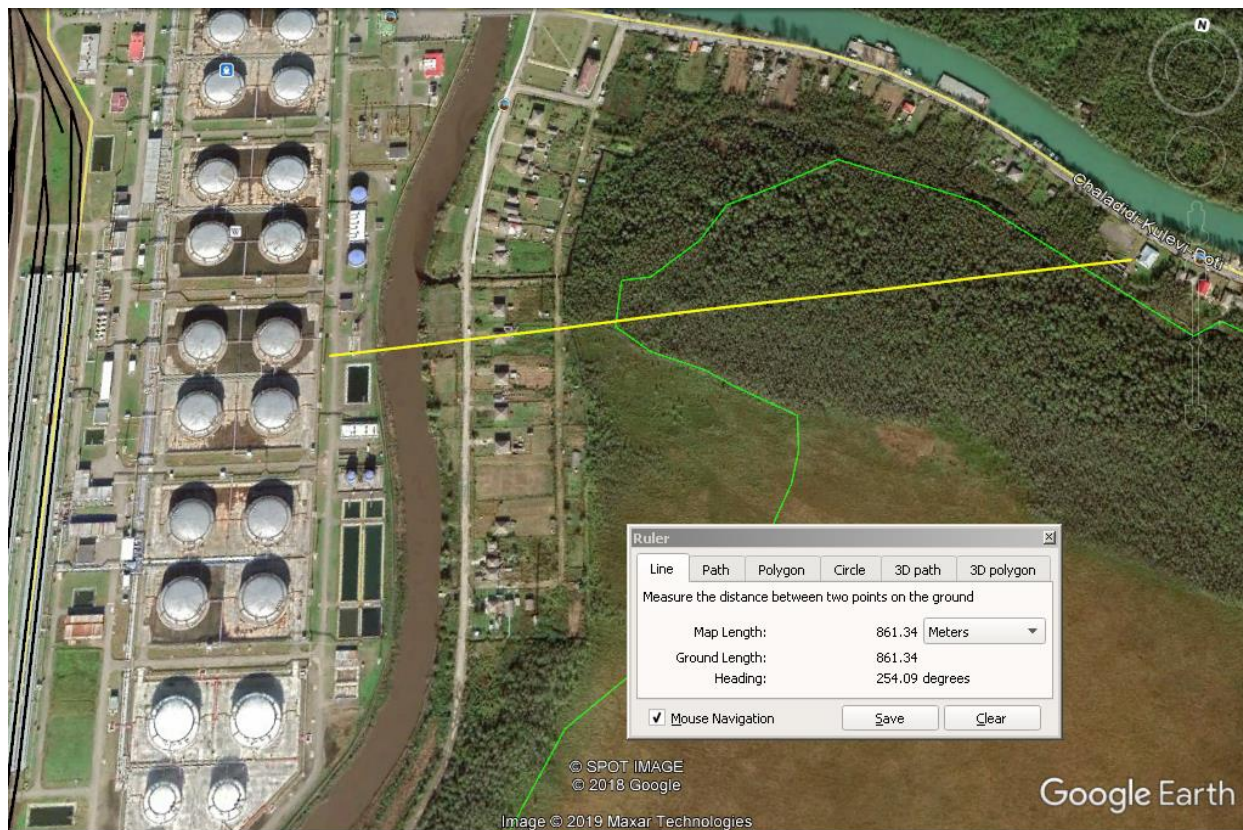 N
Chaladidi-Kulevi-Poti
Ruler
Line Path Polygon Circle 3D path 3D polygon
Measure the distance between two points on the ground
Map Length: 861.34 Meters
Ground Length: 861.34
Heading: 254.09 degrees
Mouse Navigation Save Clear
© SPOT IMAGE
© 2018 Google
Image © 2019 Maxar Technologies
Google Earth